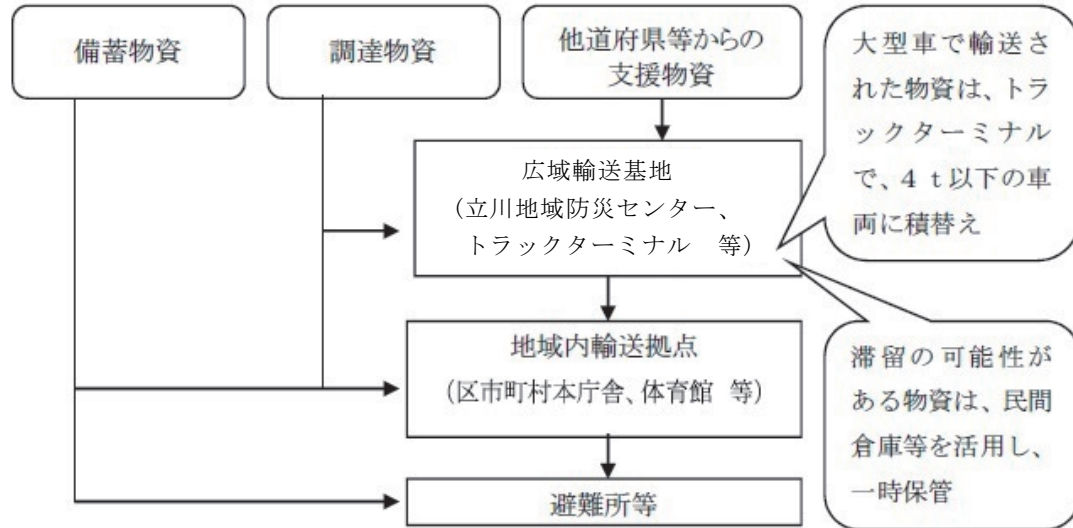 備蓄物資
調達物資
他道府県等からの
支援物資
大型車で輸送さ
れた物資は、トラ
ックターミナル
で、4 t以下の車
両に積替え
広域輸送基地
（立川地域防災センター、
トラックターミナル 等）
地域内輸送拠点
（区市町村本庁舎、体育館 等）
滞留の可能性が
ある物資は、民間
倉庫等を活用し、
一時保管
避難所等